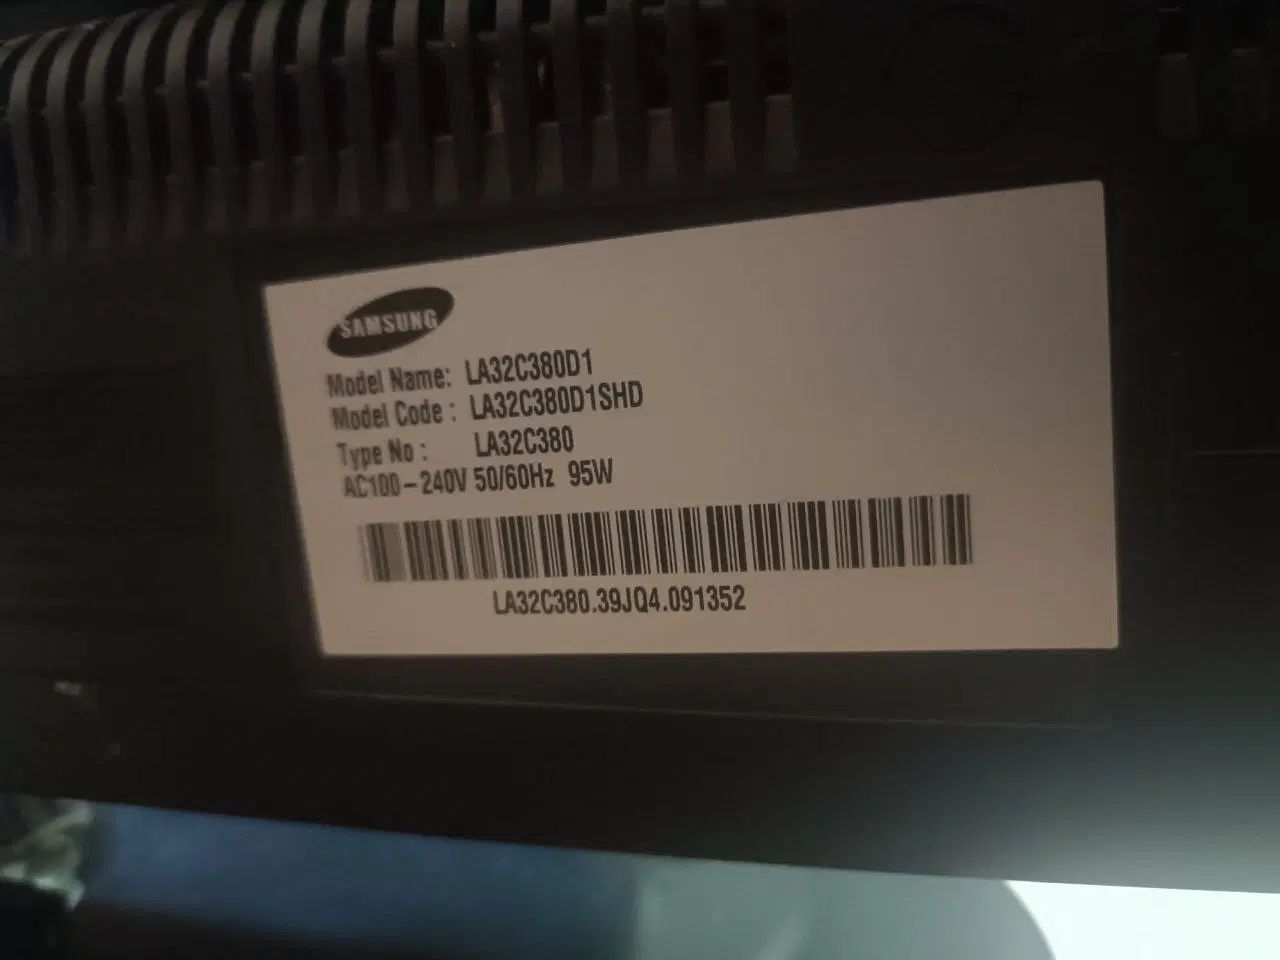 SAMSUNG
Model Name: LA32C380D1
Model Code : LA32C380D1SHD
Type No : LA32C380
AC100-240V 50/60Hz 95W
LA32C380.39JQ4.091352